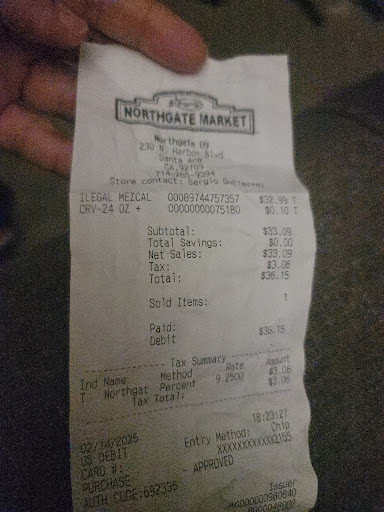 NORTHGATE MARKET
Northgate 09
230 N. Harbor Blvd
Santa Ana
CA 92703
714-265-9394
Store contact: Sergio Gutierrez
ILEGAL MEZCAL 00089744757357 $32.99 T
CRV-24 OZ + 00000000075180 $0.10 T
Subtotal: $33.09
Total Savings: $0.00
Net Sales: $33.09
Tax: $3.06
Total: $36.15
Sold Items: 1
Paid:
Debit $36.15
Tax Summary
Ind Name Method Rate Amount
T Northgat Percent 9.2500 $3.06
Tax Total: $3.06
02/14/2025 18:23:27
US DEBIT Entry Method: Chip
CARD #: XXXXXXXXXXXX2155
PURCHASE - APPROVED
AUTH CODE:692335
Issuer